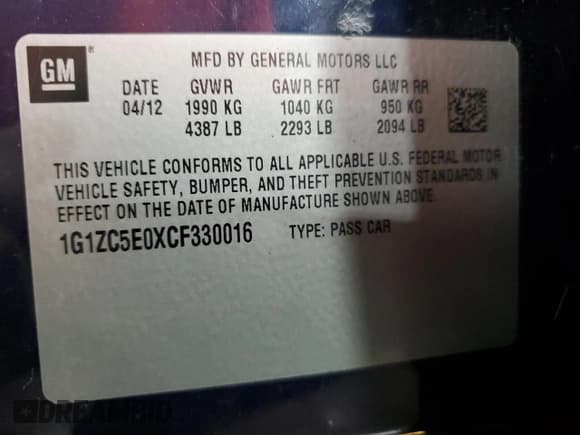 GM ®
MFD BY GENERAL MOTORS LLC
DATE GVWR GAWR FRT GAWR RR
04/12 1990 KG 1040 KG 950 KG
4387 LB 2293 LB 2094 LB
THIS VEHICLE CONFORMS TO ALL APPLICABLE U.S. FEDERAL MOTOR
VEHICLE SAFETY, BUMPER, AND THEFT PREVENTION STANDARDS IN
EFFECT ON THE DATE OF MANUFACTURE SHOWN ABOVE.
1G1ZC5E0XCF330016 TYPE: PASS CAR
DREAMBID